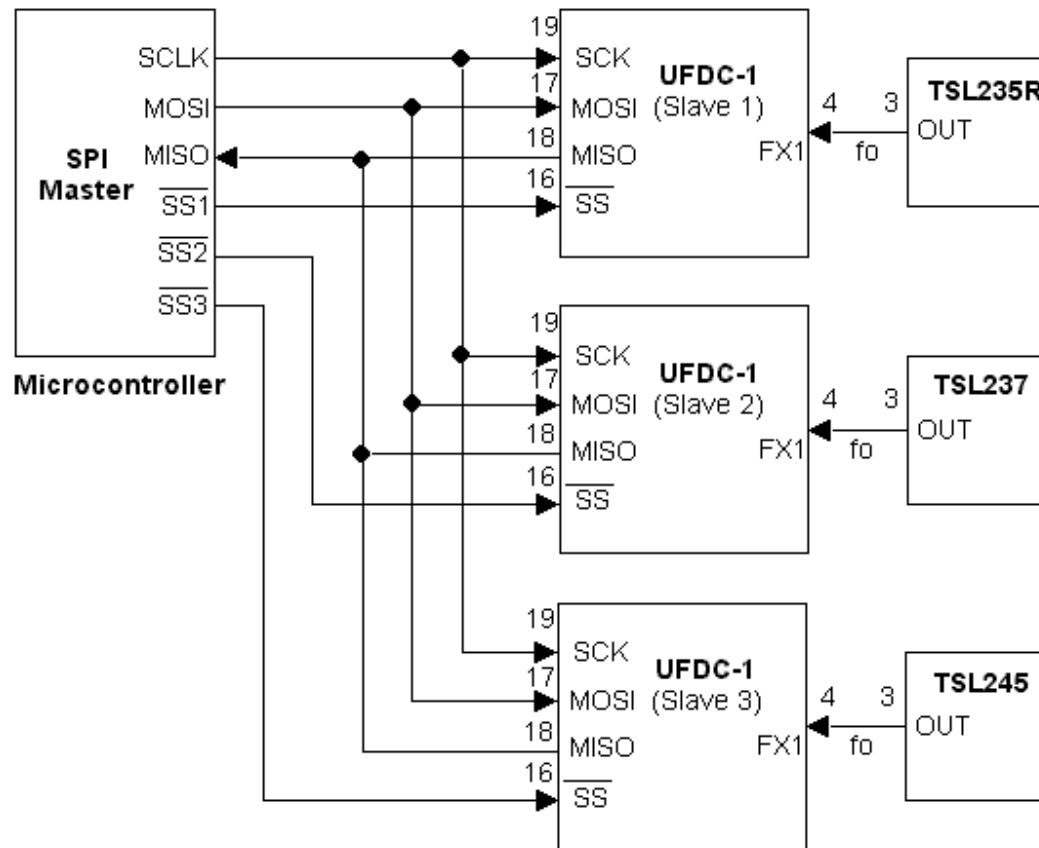 SPI
Master
SCLK
MOSI
MISO
SS1
SS2
SS3
Microcontroller
19
17
18
16
SCK
MOSI
MISO
SS
UFDC-1
(Slave 1)
FX1
4
3
fo
TSL235R
OUT
19
17
18
16
SCK
MOSI
MISO
SS
UFDC-1
(Slave 2)
FX1
4
3
fo
TSL237
OUT
19
17
18
16
SCK
MOSI
MISO
SS
UFDC-1
(Slave 3)
FX1
4
3
fo
TSL245
OUT